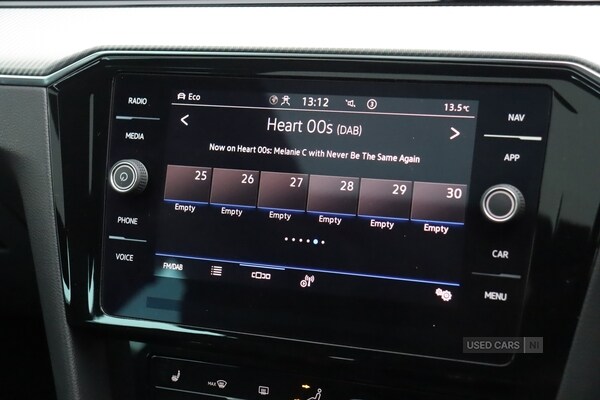 RADIO
MEDIA
PHONE
VOICE
Eco
13:12
3
13.5°C
Heart 00s (DAB)
Now on Heart 00s: Melanie C with Never Be The Same Again
25 26 27 28 29 30
Empty Empty Empty Empty Empty Empty
FM/DAB
NAV
APP
CAR
MENU
MAX
USED CARS NI